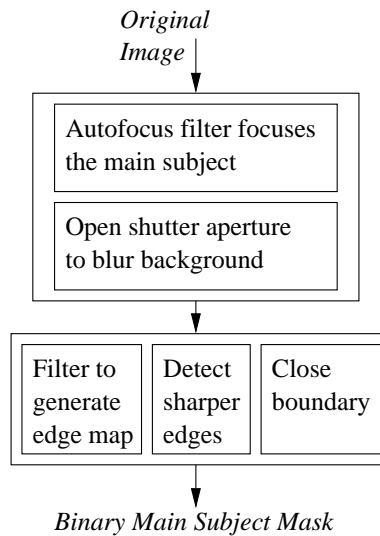 Original
Image
Autofocus filter focuses
the main subject
Open shutter aperture
to blur background
Filter to
generate
edge map
Detect
sharper
edges
Close
boundary
Binary Main Subject Mask